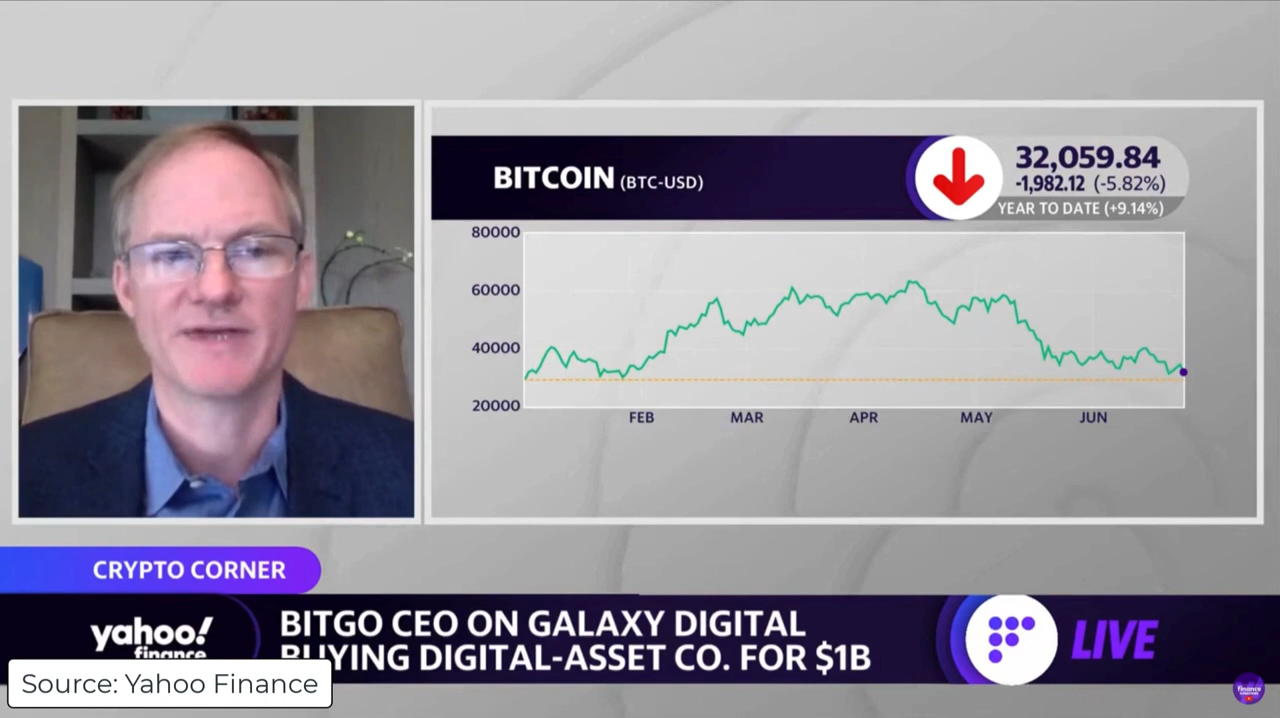 BITCOIN (BTC-USD)
32,059.84
-1,982.12 (-5.82%)
YEAR TO DATE (+9.14%)
80000
60000
40000
20000
FEB MAR APR MAY JUN
CRYPTO CORNER
yahoo!
finance
BITGO CEO ON GALAXY DIGITAL
BUYING DIGITAL-ASSET CO. FOR $1B
LIVE
Source: Yahoo Finance
finance